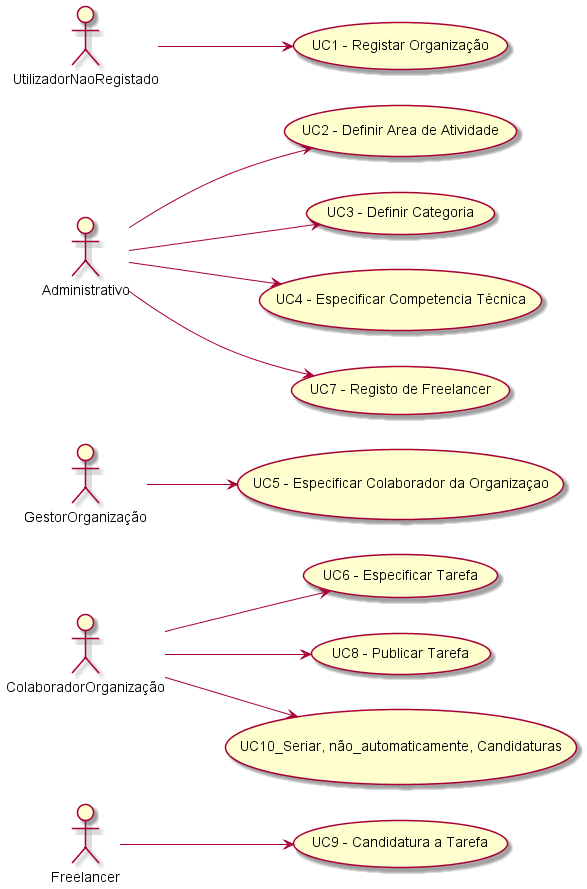 UtilizadorNaoRegistado
UC1 - Registar Organização
UC2 - Definir Area de Atividade
UC3 - Definir Categoria
Administrativo
UC4 - Especificar Competencia Técnica
UC7 - Registo de Freelancer
GestorOrganização
UC5 - Especificar Colaborador da Organizaçao
UC6 - Especificar Tarefa
ColaboradorOrganização
UC8 - Publicar Tarefa
UC10_Seriar, não_automaticamente, Candidaturas
Freelancer
UC9 - Candidatura a Tarefa